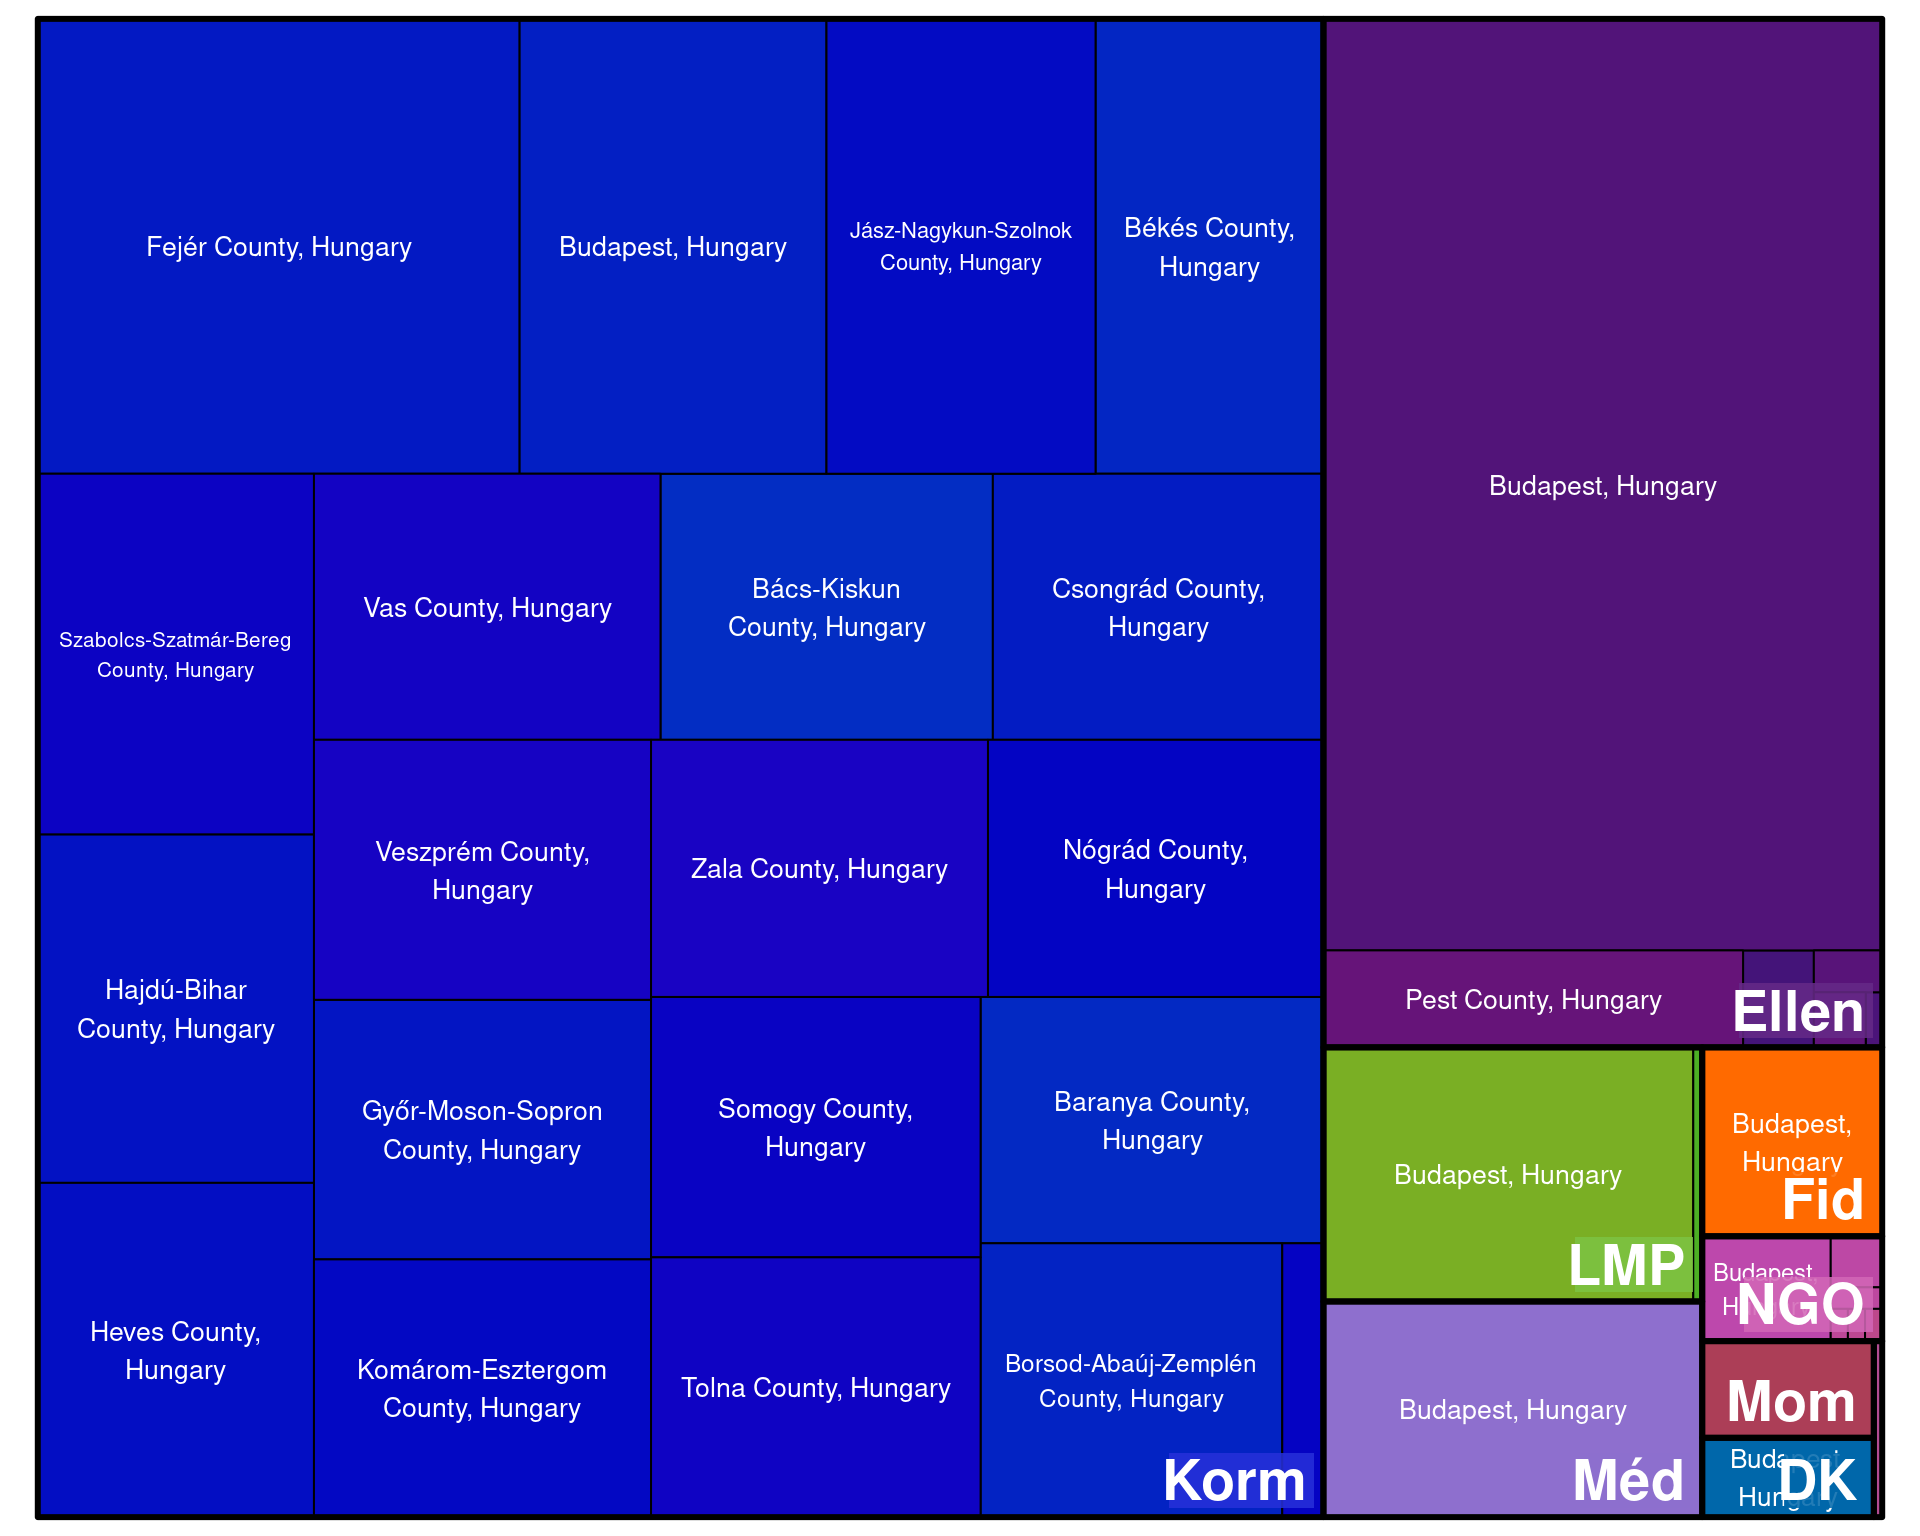 Fejér County, Hungary
Budapest, Hungary
Jász-Nagykun-Szolnok
County, Hungary
Békés County,
Hungary
Szabolcs-Szatmár-Bereg
County, Hungary
Vas County, Hungary
Bács-Kiskun
County, Hungary
Csongrád County,
Hungary
Veszprém County,
Hungary
Zala County, Hungary
Nógrád County,
Hungary
Hajdú-Bihar
County, Hungary
Győr-Moson-Sopron
County, Hungary
Somogy County,
Hungary
Baranya County,
Hungary
Heves County,
Hungary
Komárom-Esztergom
County, Hungary
Tolna County, Hungary
Borsod-Abaúj-Zemplén
County, Hungary
Korm
Budapest, Hungary
Pest County, Hungary
Ellen
Budapest, Hungary
LMP
Budapest, Hungary
Méd
Budapest,
Hungary
Fid
Budapest,
NGO
Mom
Budapest,
Hungary
DK